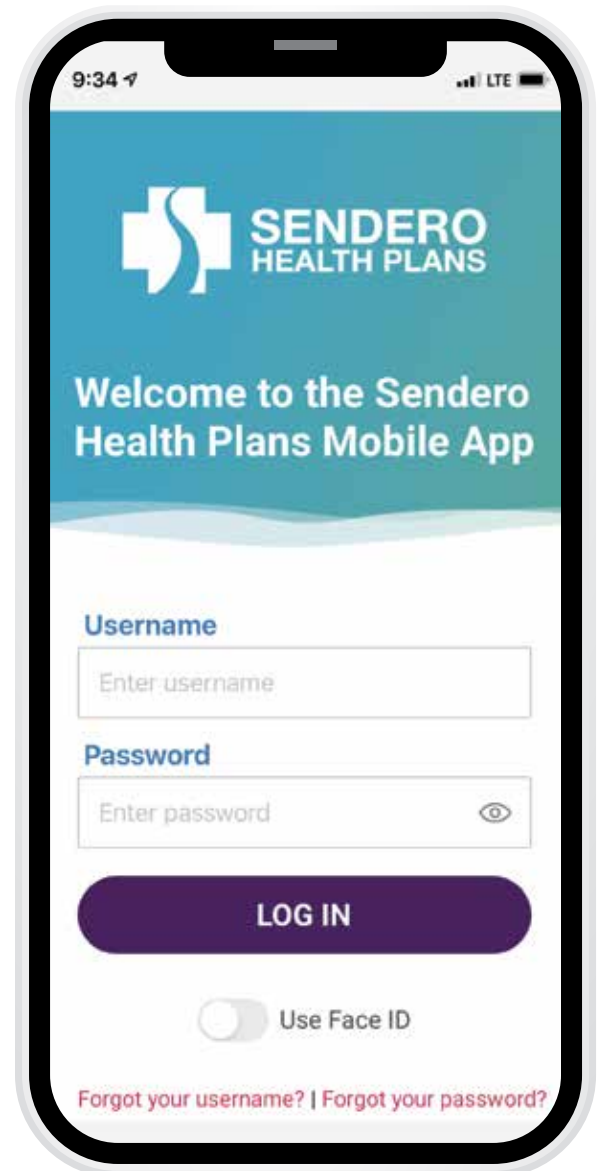 9:34 LTE
SENDERO
HEALTH PLANS
Welcome to the Sendero
Health Plans Mobile App
Username
Enter username
Password
Enter password
LOG IN
Use Face ID
Forgot your username? | Forgot your password?